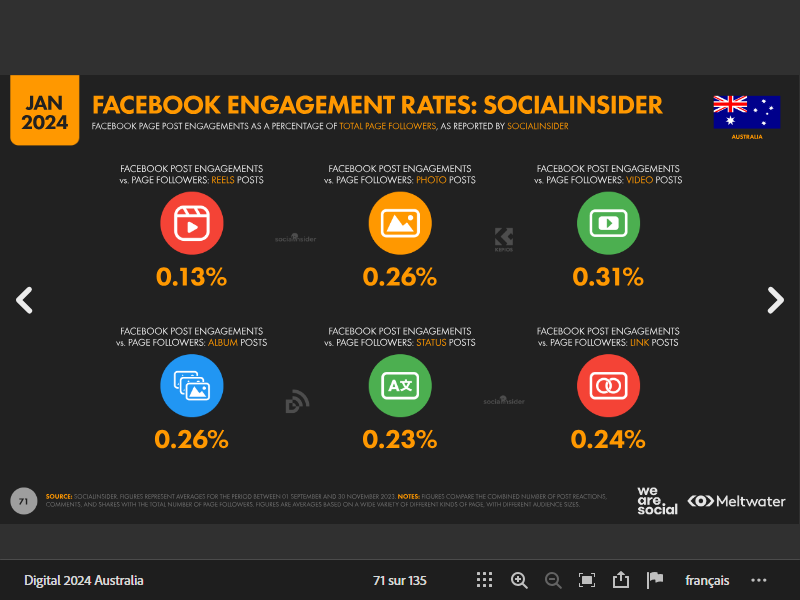 JAN
2024
FACEBOOK ENGAGEMENT RATES: SOCIALINSIDER
FACEBOOK PAGE POST ENGAGEMENTS AS A PERCENTAGE OF TOTAL PAGE FOLLOWERS, AS REPORTED BY SOCIALINSIDER
AUSTRALIA
FACEBOOK POST ENGAGEMENTS
vs. PAGE FOLLOWERS: REELS POSTS
0.13%
FACEBOOK POST ENGAGEMENTS
vs. PAGE FOLLOWERS: PHOTO POSTS
0.26%
FACEBOOK POST ENGAGEMENTS
vs. PAGE FOLLOWERS: VIDEO POSTS
0.31%
socialinsider
KEPIOS
FACEBOOK POST ENGAGEMENTS
vs. PAGE FOLLOWERS: ALBUM POSTS
0.26%
FACEBOOK POST ENGAGEMENTS
vs. PAGE FOLLOWERS: STATUS POSTS
A文
0.23%
FACEBOOK POST ENGAGEMENTS
vs. PAGE FOLLOWERS: LINK POSTS
0.24%
socialinsider
71
SOURCE: SOCIALINSIDER. FIGURES REPRESENT AVERAGES FOR THE PERIOD BETWEEN 01 SEPTEMBER AND 30 NOVEMBER 2023. NOTES: FIGURES COMPARE THE COMBINED NUMBER OF POST REACTIONS,
COMMENTS, AND SHARES WITH THE TOTAL NUMBER OF PAGE FOLLOWERS. FIGURES ARE AVERAGES BASED ON A WIDE VARIETY OF DIFFERENT KINDS OF PAGE, WITH DIFFERENT AUDIENCE SIZES.
we
are
social
Meltwater
Digital 2024 Australia
71 sur 135
français